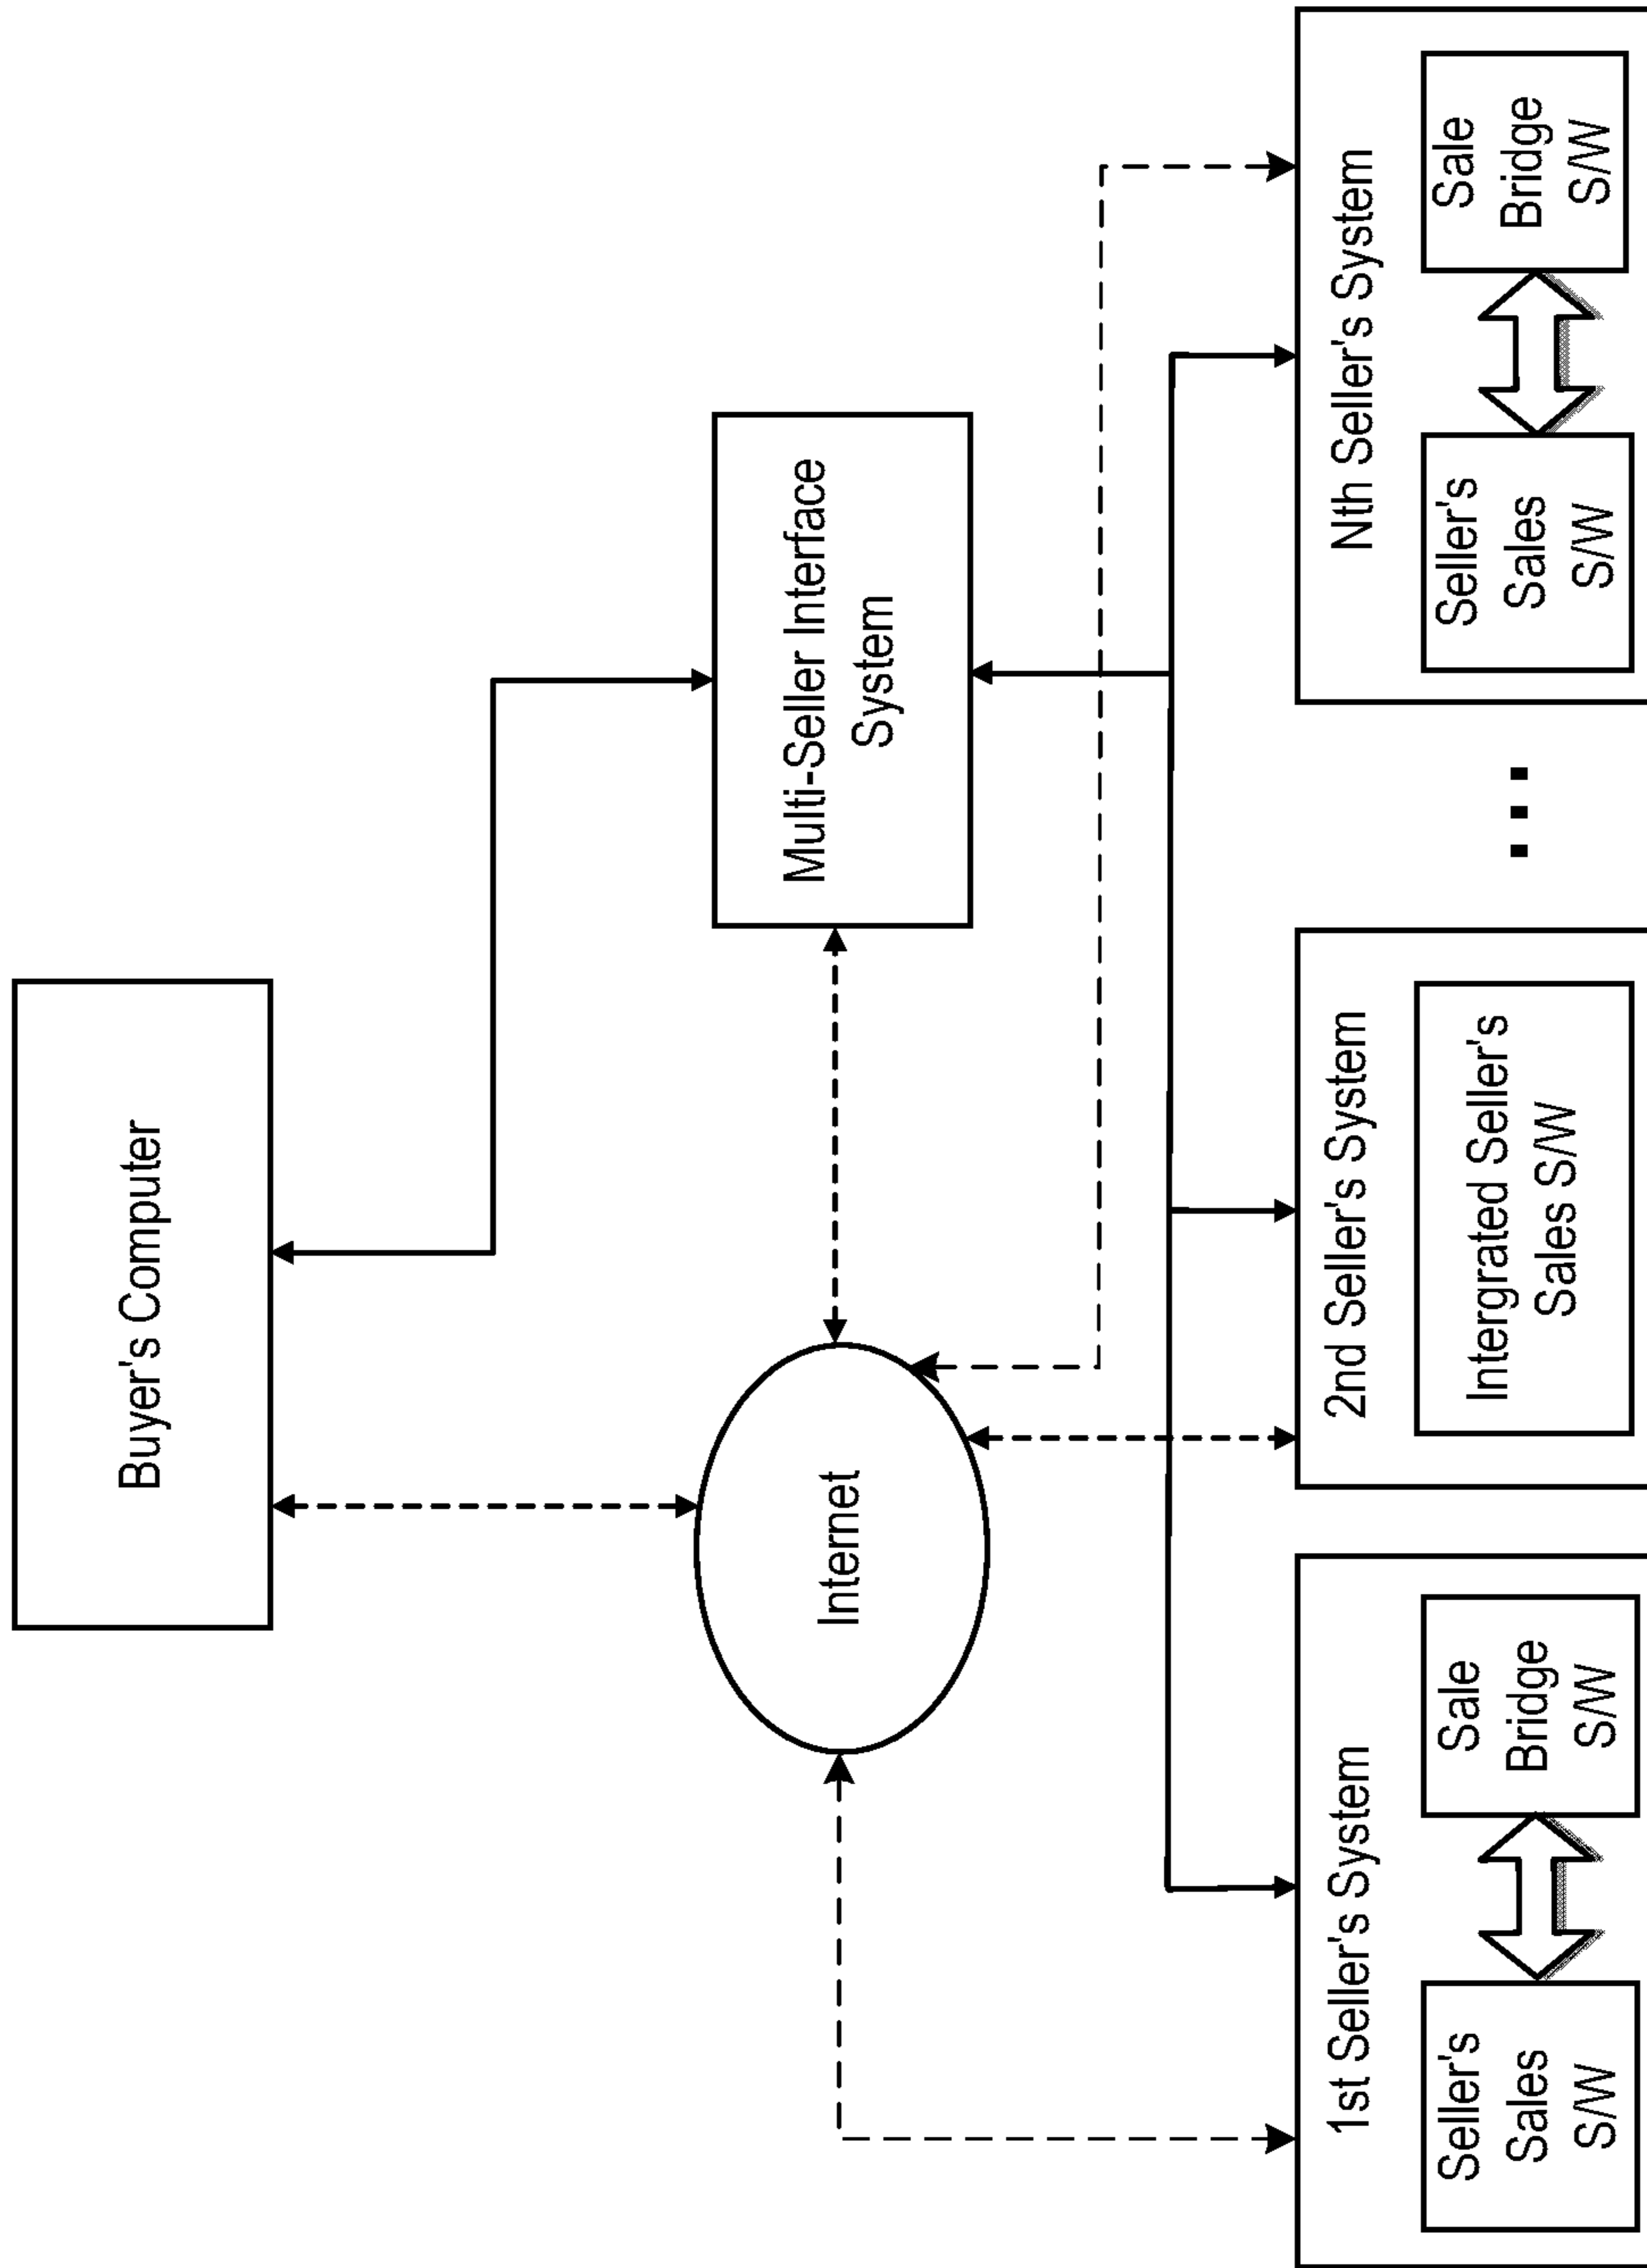 Buyer's Computer
Internet
Multi-Seller Interface
System
1st Seller's System
Seller's
Sales
S/W
Sale
Bridge
S/W
2nd Seller's System
Intergrated Seller's
Sales S/W
...
Nth Seller's System
Seller's
Sales
S/W
Sale
Bridge
S/W